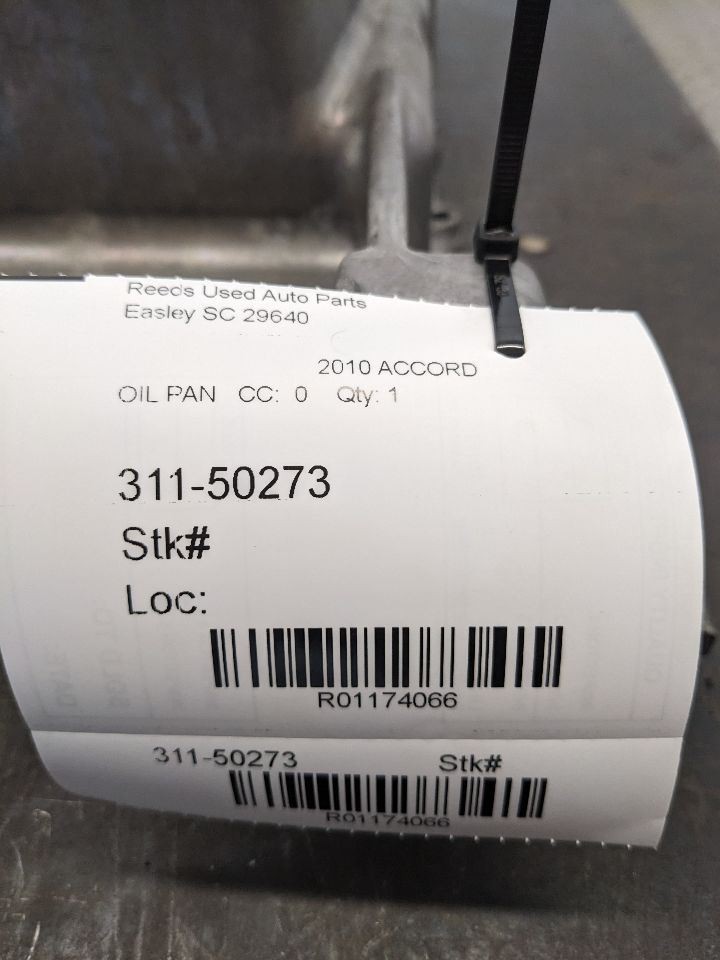 Reeds Used Auto Parts
Easley SC 29640
2010 ACCORD
OIL PAN CC: 0 Qty: 1
311-50273
Stk#
Loc:
R01174066
311-50273 Stk#
R01174066